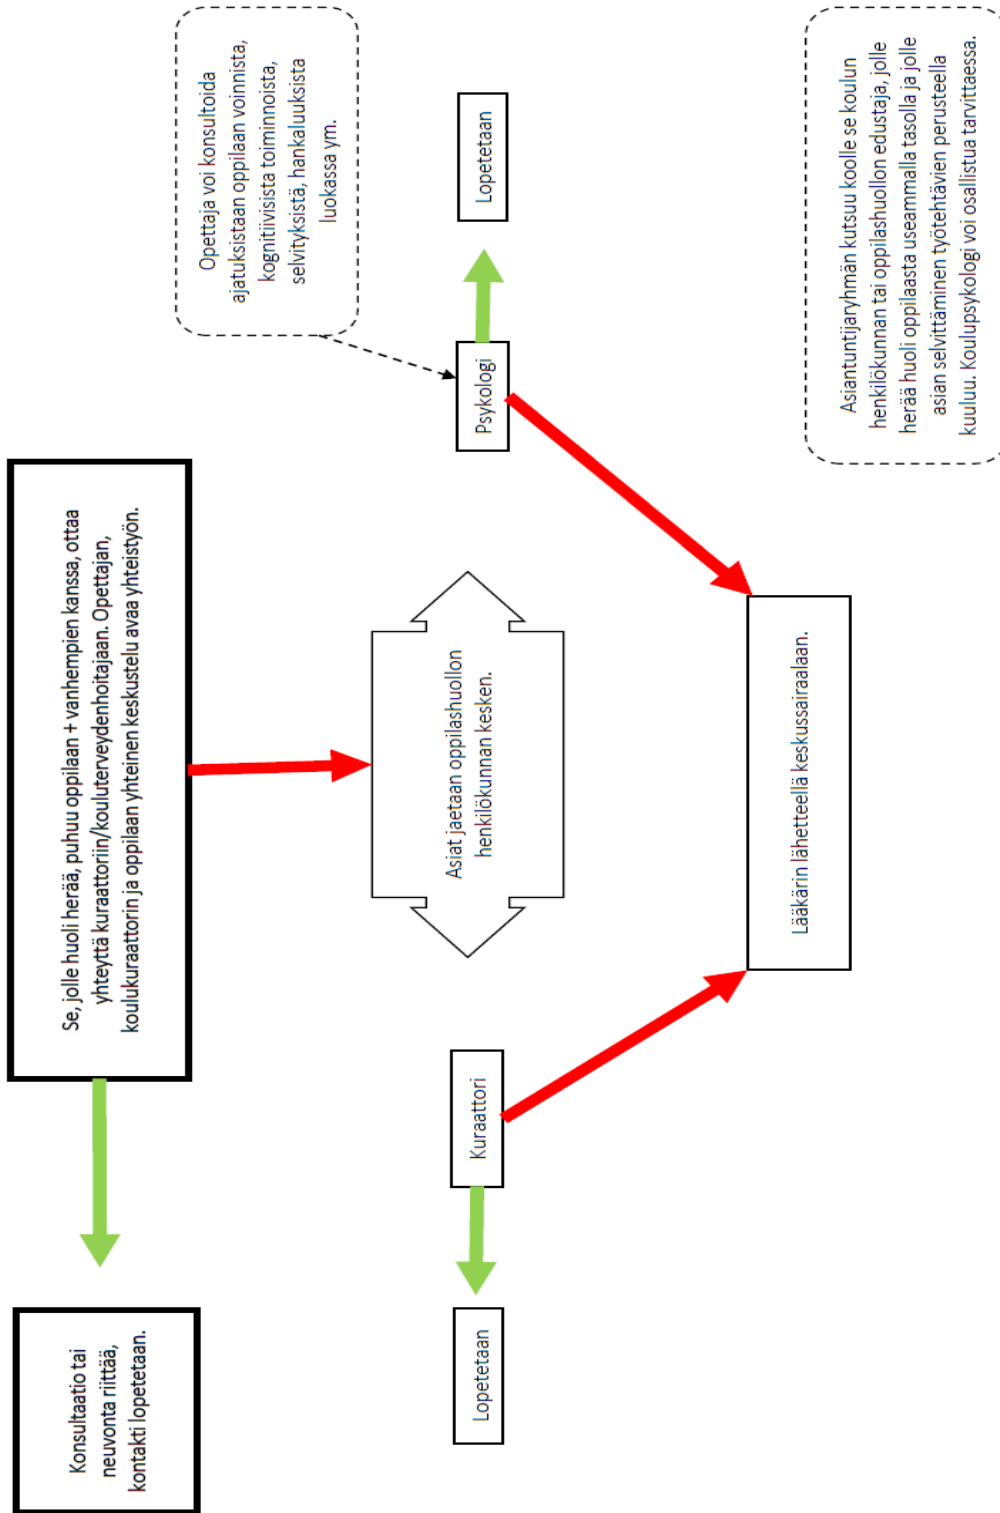 Konsultaatio tai
neuvonta riittää,
kontakti lopetetaan.
Se, jolle huoli herää, puhuu oppilaan + vanhempien kanssa, ottaa
yhteyttä kuraattoriin/kouluterveydenhoitajaan. Opettajan,
koulukuraattorin ja oppilaan yhteinen keskustelu avaa yhteistyön.
Opettaja voi konsultoida
ajatuksistaan oppilaan voinnista,
kognitiivisista toiminnoista,
selvityksistä, hankaluuksista
luokassa ym.
Asiat jaetaan oppilashuollon
henkilökunnan kesken.
Lopetetaan
Kuraattori
Psykologi
Lopetetaan
Lääkärin lähetteellä keskussairaalaan.
Asiantuntijaryhmän kutsuu koolle se koulun
henkilökunnan tai oppilashuollon edustaja, jolle
herää huoli oppilaasta useammalla tasolla ja jolle
asian selvittäminen työtehtävien perusteella
kuuluu. Koulupsykologi voi osallistua tarvittaessa.